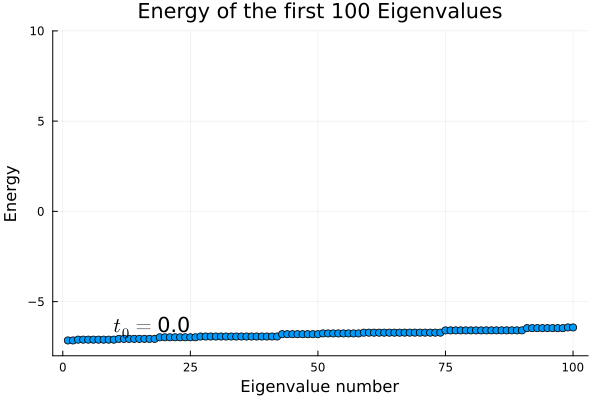 Energy of the first 100 Eigenvalues
10
5
0
−5
Energy
t₀ = 0.0
0 25 50 75 100
Eigenvalue number